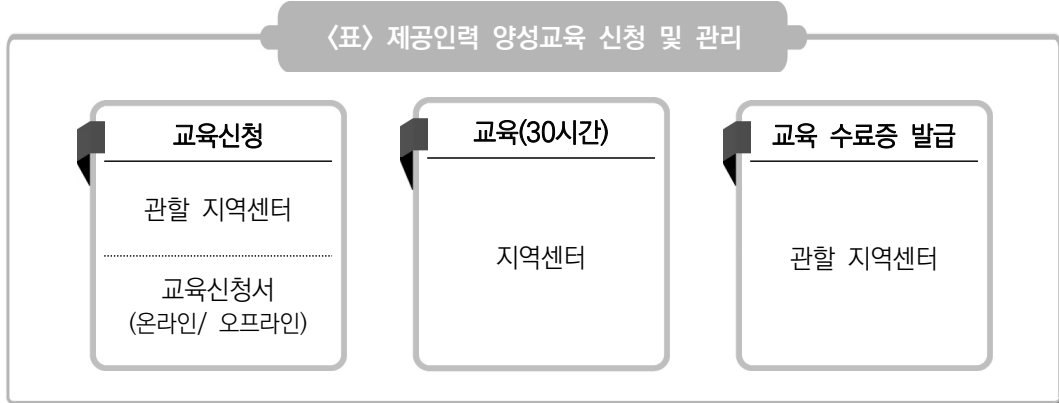 〈표〉 제공인력 양성교육 신청 및 관리
교육신청
관할 지역센터
교육신청서
(온라인/ 오프라인)
교육(30시간)
지역센터
교육 수료증 발급
관할 지역센터